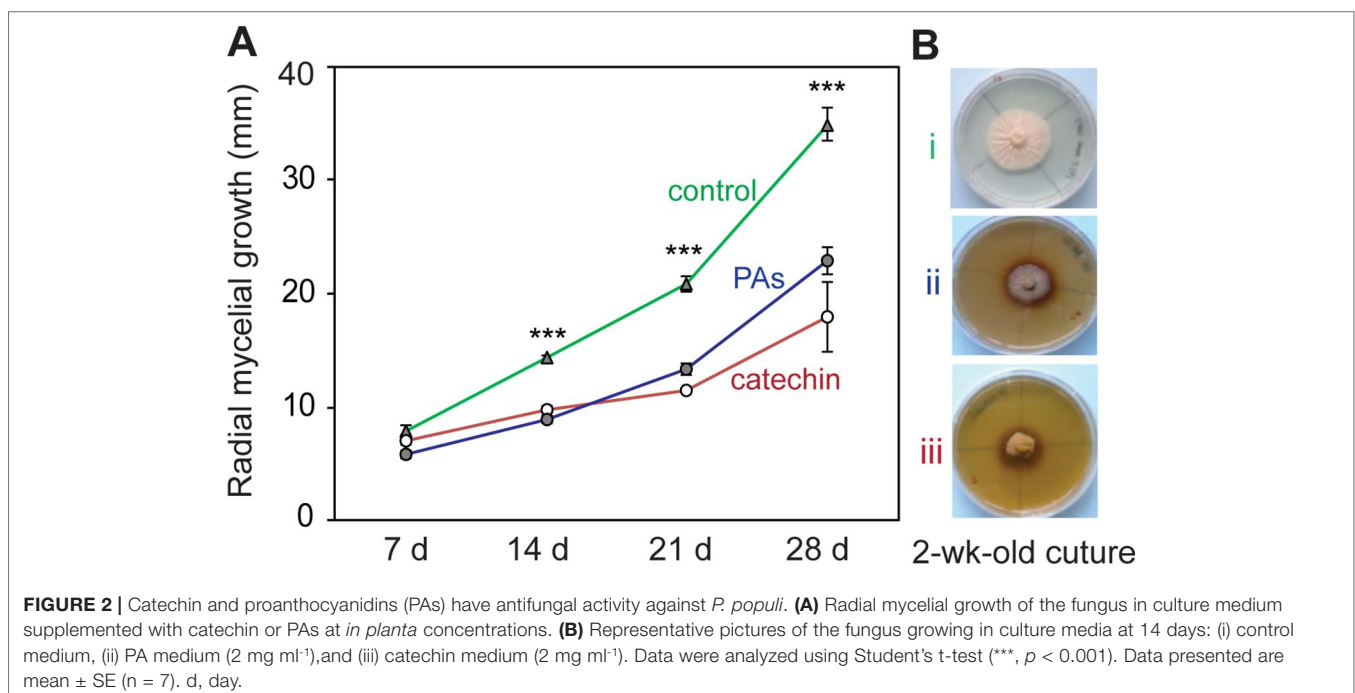 A
B
40
30
20
10
0
Radial mycelial growth (mm)
***
***
***
control
PAs
catechin
7 d 14 d 21 d 28 d
i
ii
iii
2-wk-old cuture
FIGURE 2 | Catechin and proanthocyanidins (PAs) have antifungal activity against P. populi. (A) Radial mycelial growth of the fungus in culture medium
supplemented with catechin or PAs at in planta concentrations. (B) Representative pictures of the fungus growing in culture media at 14 days: (i) control
medium, (ii) PA medium (2 mg ml⁻¹),and (iii) catechin medium (2 mg ml⁻¹). Data were analyzed using Student’s t-test (***, p < 0.001). Data presented are
mean ± SE (n = 7). d, day.